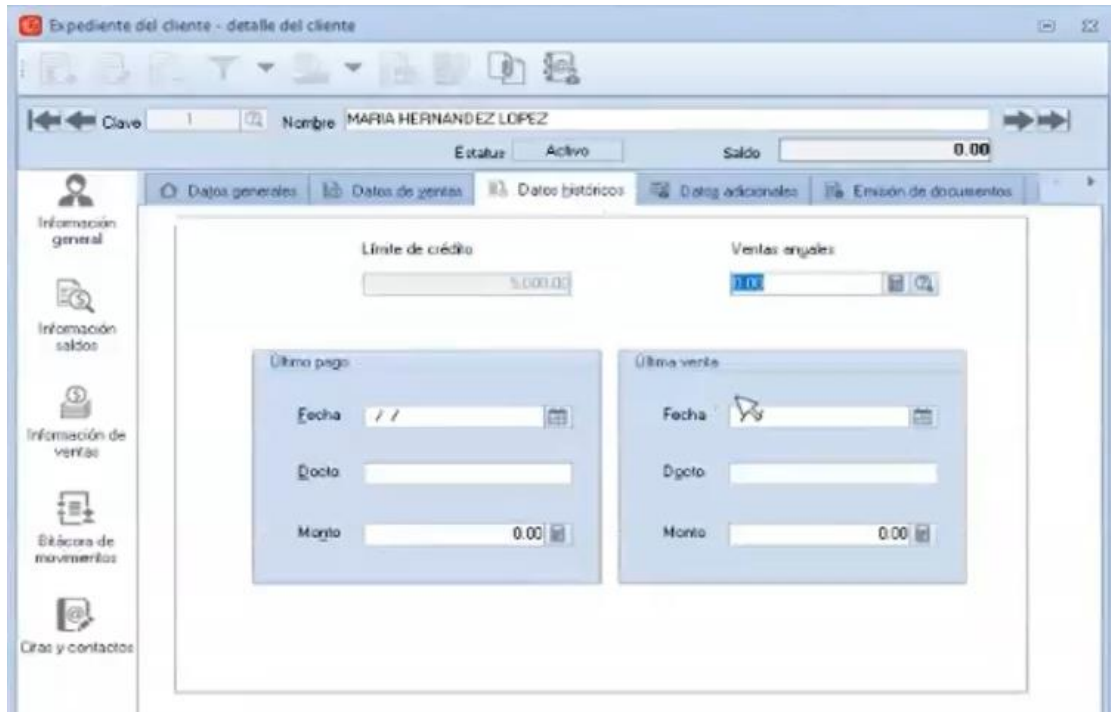 Expediente del cliente - detalle del cliente
Clave 1 Nombre MARIA HERNANDEZ LOPEZ
Estatus Activo Saldo 0.00
Datos generales Datos de ventas Datos históricos Datos adicionales Emisión de documentos
Información general
Información saldos
Información de ventas
Bitácora de movimientos
Citas y contactos
Límite de crédito Ventas anuales
5,000.00 0.00
Último pago
Fecha / /
Docto
Monto 0.00
Última venta
Fecha
Docto
Monto 0.00